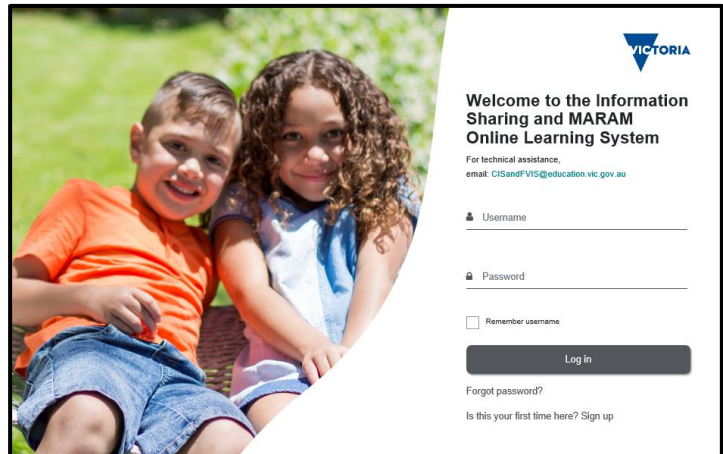 VICTORIA
Welcome to the Information
Sharing and MARAM
Online Learning System
For technical assistance,
email: CISandFVIS@education.vic.gov.au
Username
Password
Remember username
Log in
Forgot password?
Is this your first time here? Sign up